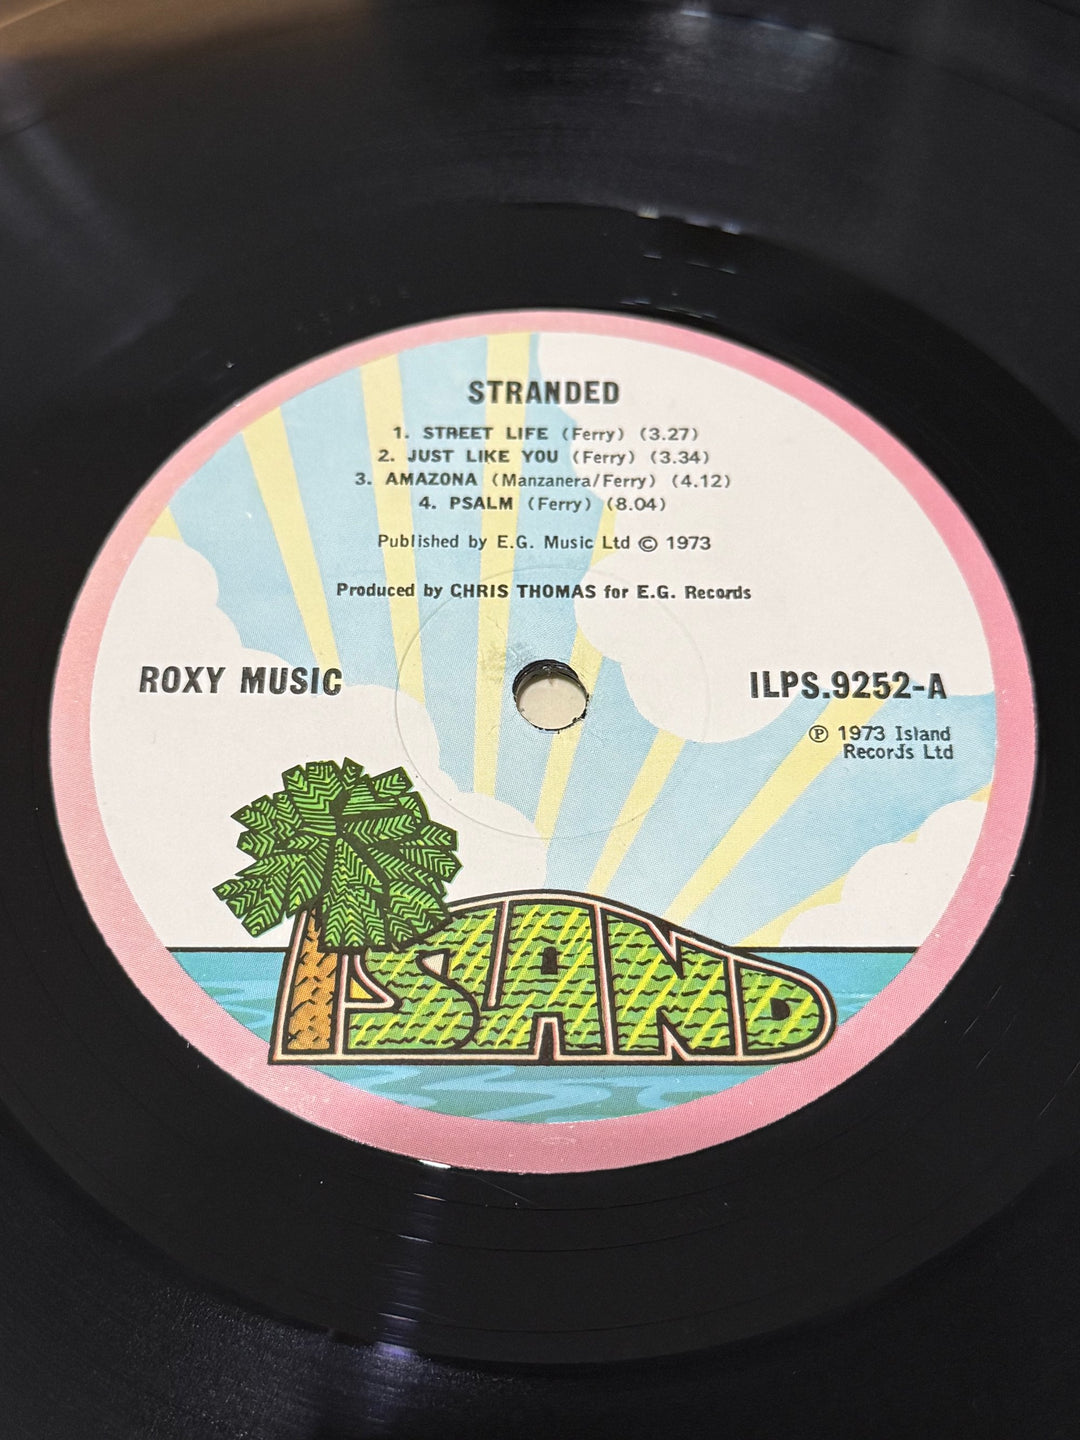 STRANDED
1. STREET LIFE (Ferry) (3.27)
2. JUST LIKE YOU (Ferry) (3.34)
3. AMAZONA (Manzanera/Ferry) (4.12)
4. PSALM (Ferry) (8.04)
Published by E.G. Music Ltd © 1973
Produced by CHRIS THOMAS for E.G. Records
ROXY MUSIC
ILPS.9252-A
℗ 1973 Island
Records Ltd
ISLAND